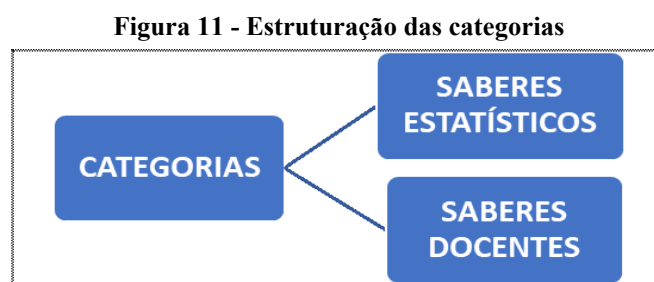 Figura 11 - Estruturação das categorias
CATEGORIAS
SABERES
ESTATÍSTICOS
SABERES
DOCENTES